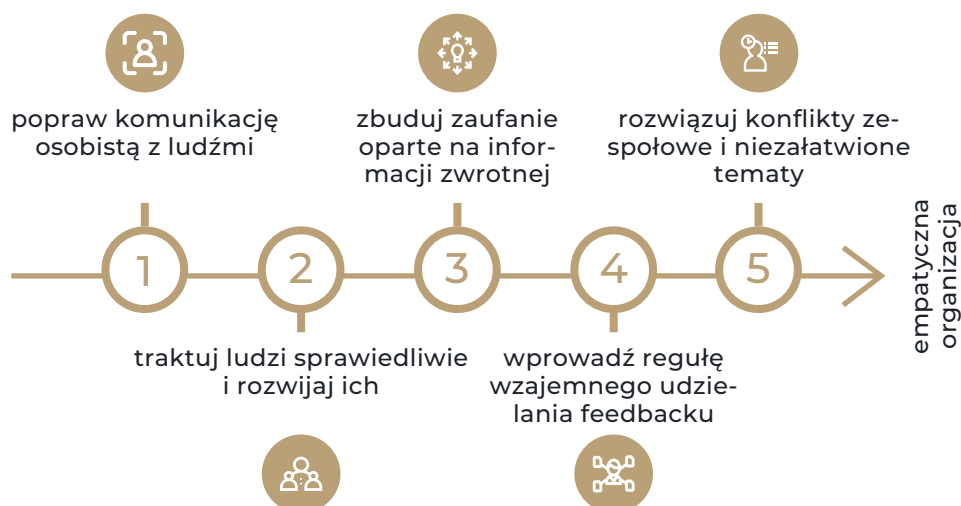 popraw komunikację
osobistą z ludźmi
zbuduj zaufanie
oparte na infor-
macji zwrotnej
rozwiązuj konflikty ze-
społowe i niezałatwione
tematy
1
2
3
4
5
empatyczna
organizacja
traktuj ludzi sprawiedliwie
i rozwijaj ich
wprowadź regułę
wzajemnego udzie-
lania feedbacku